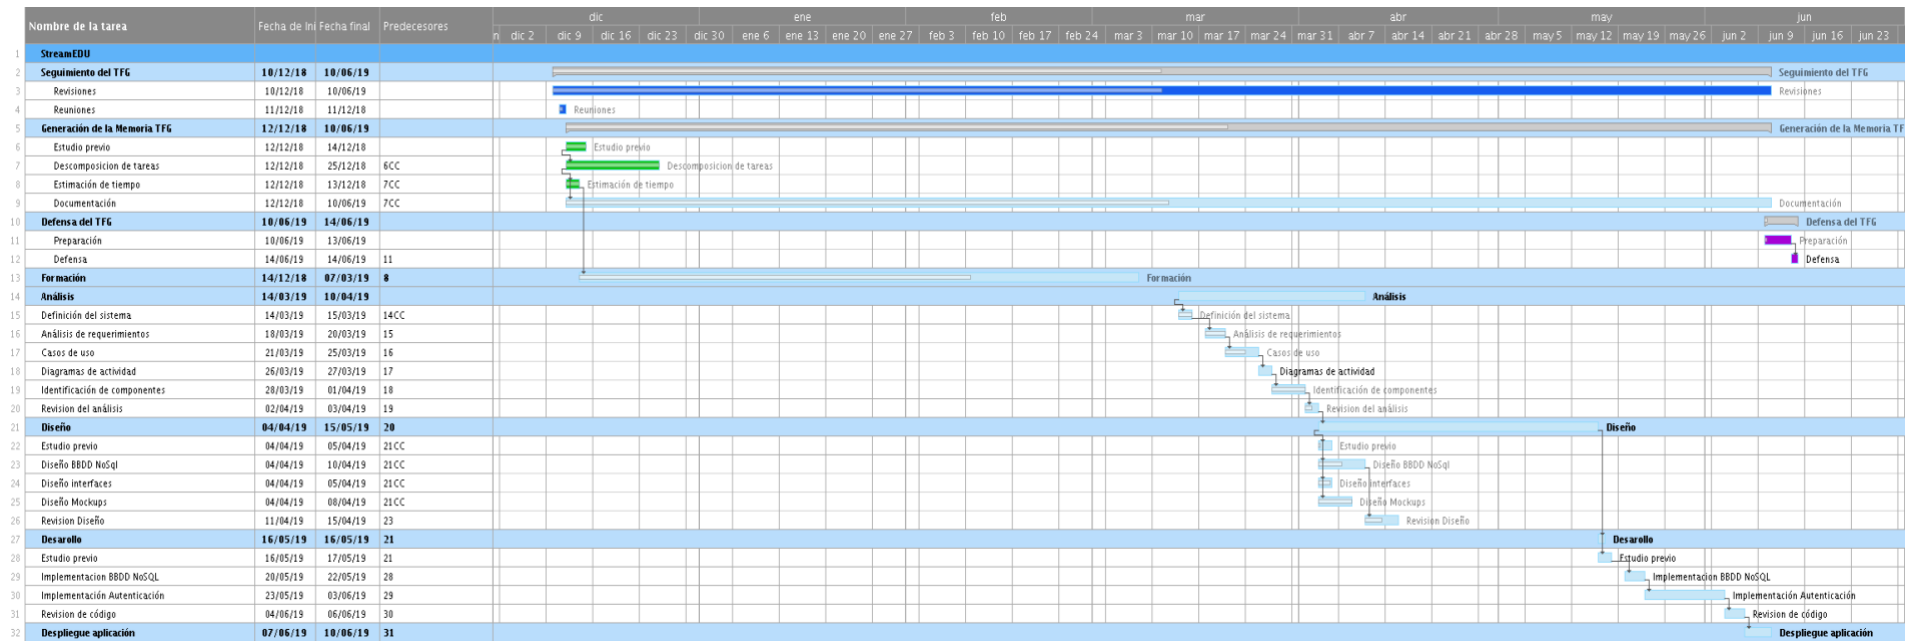 Nombre de la tarea Fecha de Ini Fecha final Predecesores
dic ene feb mar abr may jun
n dic 2 dic 9 dic 16 dic 23 dic 30 ene 6 ene 13 ene 20 ene 27 feb 3 feb 10 feb 17 feb 24 mar 3 mar 10 mar 17 mar 24 mar 31 abr 7 abr 14 abr 21 abr 28 may 5 may 12 may 19 may 26 jun 2 jun 9 jun 16 jun 23
1 StreamEDU
2 Seguimiento del TFG 10/12/18 10/06/19 Seguimiento del TFG
3 Revisiones 10/12/18 10/06/19 Revisiones
4 Reuniones 11/12/18 11/12/18 Reuniones
5 Generación de la Memoria TFG 12/12/18 10/06/19 Generación de la Memoria TF
6 Estudio previo 12/12/18 14/12/18 Estudio previo
7 Descomposicion de tareas 12/12/18 25/12/18 6CC Descomposicion de tareas
8 Estimación de tiempo 12/12/18 13/12/18 7CC Estimación de tiempo
9 Documentación 12/12/18 10/06/19 7CC Documentación
10 Defensa del TFG 10/06/19 14/06/19 Defensa del TFG
11 Preparación 10/06/19 13/06/19 Preparación
12 Defensa 14/06/19 14/06/19 11 Defensa
13 Formación 14/12/18 07/03/19 8 Formación
14 Análisis 14/03/19 10/04/19 Análisis
15 Definición del sistema 14/03/19 15/03/19 14CC Definición del sistema
16 Análisis de requerimientos 18/03/19 20/03/19 15 Análisis de requerimientos
17 Casos de uso 21/03/19 25/03/19 16 Casos de uso
18 Diagramas de actividad 26/03/19 27/03/19 17 Diagramas de actividad
19 Identificación de componentes 28/03/19 01/04/19 18 Identificación de componentes
20 Revision del análisis 02/04/19 03/04/19 19 Revision del análisis
21 Diseño 04/04/19 15/05/19 20 Diseño
22 Estudio previo 04/04/19 05/04/19 21CC Estudio previo
23 Diseño BBDD NoSql 04/04/19 10/04/19 21CC Diseño BBDD NoSql
24 Diseño interfaces 04/04/19 05/04/19 21CC Diseño interfaces
25 Diseño Mockups 04/04/19 08/04/19 21CC Diseño Mockups
26 Revision Diseño 11/04/19 15/04/19 23 Revision Diseño
27 Desarollo 16/05/19 16/05/19 21 Desarollo
28 Estudio previo 16/05/19 17/05/19 21 Estudio previo
29 Implementacion BBDD NoSQL 20/05/19 22/05/19 28 Implementacion BBDD NoSQL
30 Implementación Autenticación 23/05/19 03/06/19 29 Implementación Autenticación
31 Revision de código 04/06/19 06/06/19 30 Revision de código
32 Despliegue aplicación 07/06/19 10/06/19 31 Despliegue aplicación